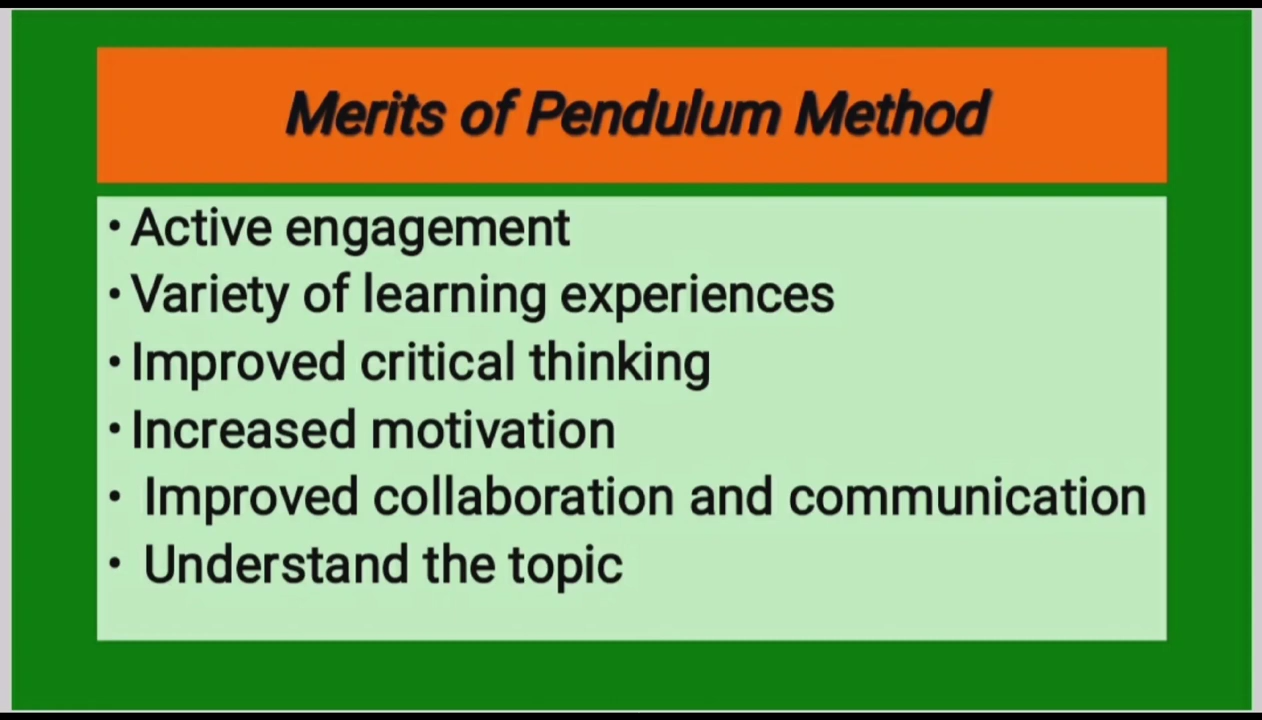 Merits of Pendulum Method
• Active engagement
• Variety of learning experiences
• Improved critical thinking
• Increased motivation
• Improved collaboration and communication
• Understand the topic